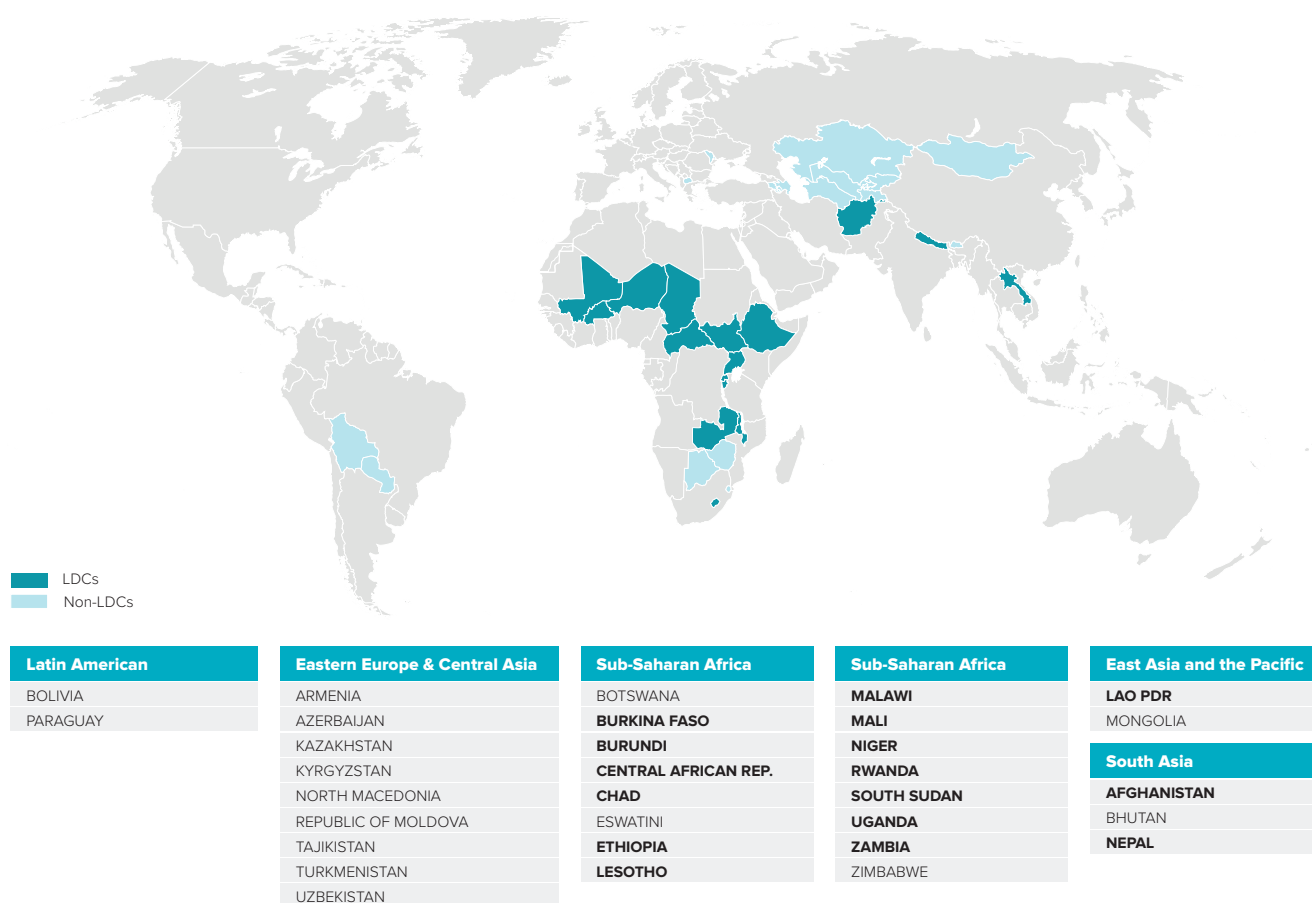 LDCs
Non-LDCs
Latin American
BOLIVIA
PARAGUAY
Eastern Europe & Central Asia
ARMENIA
AZERBAIJAN
KAZAKHSTAN
KYRGYZSTAN
NORTH MACEDONIA
REPUBLIC OF MOLDOVA
TAJIKISTAN
TURKMENISTAN
UZBEKISTAN
Sub-Saharan Africa
BOTSWANA
BURKINA FASO
BURUNDI
CENTRAL AFRICAN REP.
CHAD
ESWATINI
ETHIOPIA
LESOTHO
Sub-Saharan Africa
MALAWI
MALI
NIGER
RWANDA
SOUTH SUDAN
UGANDA
ZAMBIA
ZIMBABWE
East Asia and the Pacific
LAO PDR
MONGOLIA
South Asia
AFGHANISTAN
BHUTAN
NEPAL